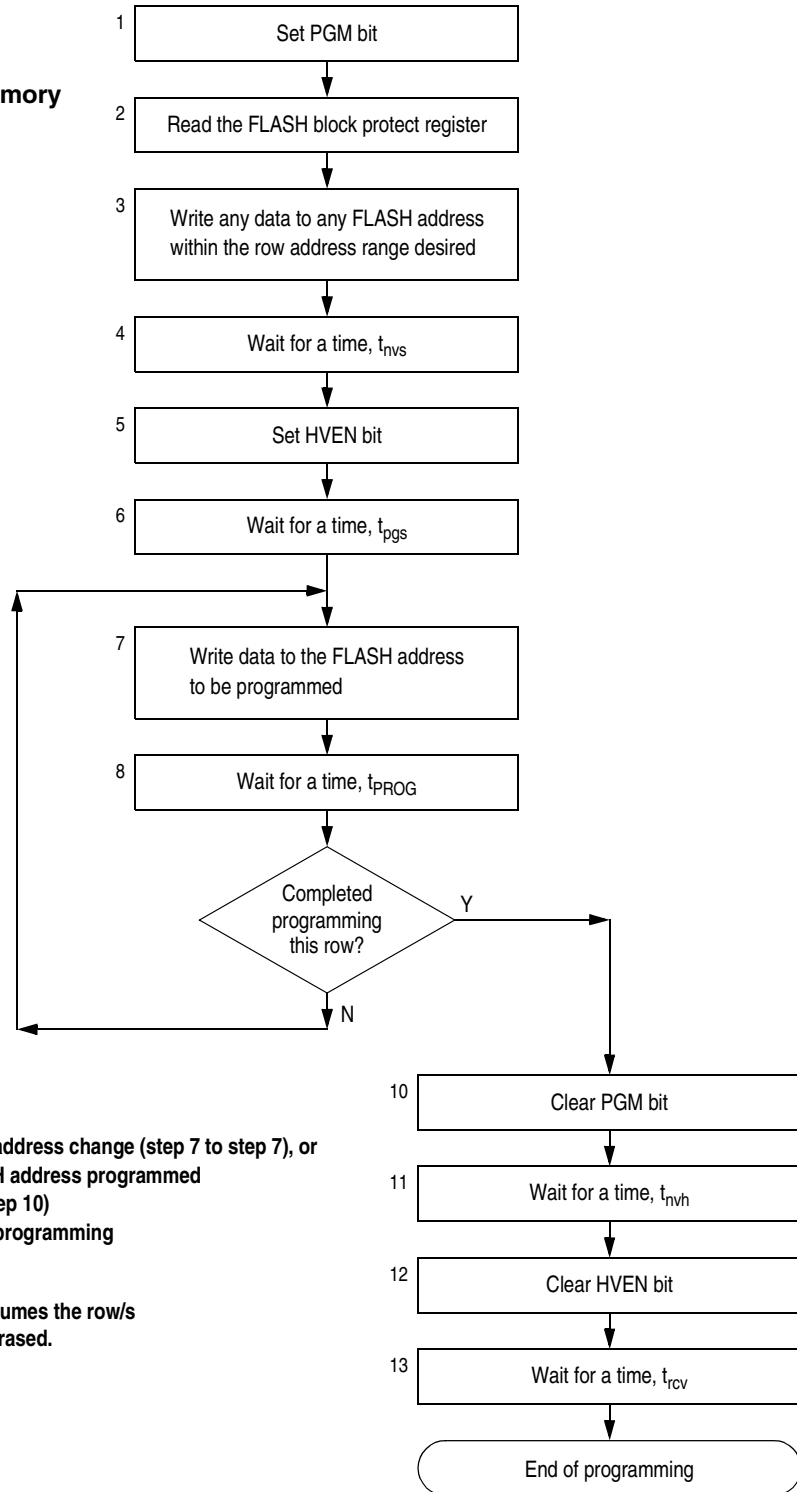 1
Set PGM bit
mory
2
Read the FLASH block protect register
3
Write any data to any FLASH address
within the row address range desired
4
Wait for a time, tnvs
5
Set HVEN bit
6
Wait for a time, tpgs
7
Write data to the FLASH address
to be programmed
8
Wait for a time, tPROG
Completed
programming
this row?
Y
N
10
Clear PGM bit
address change (step 7 to step 7), or
H address programmed
ep 10)
programming
11
Wait for a time, tnvh
12
Clear HVEN bit
umes the row/s
rased.
13
Wait for a time, trcv
End of programming